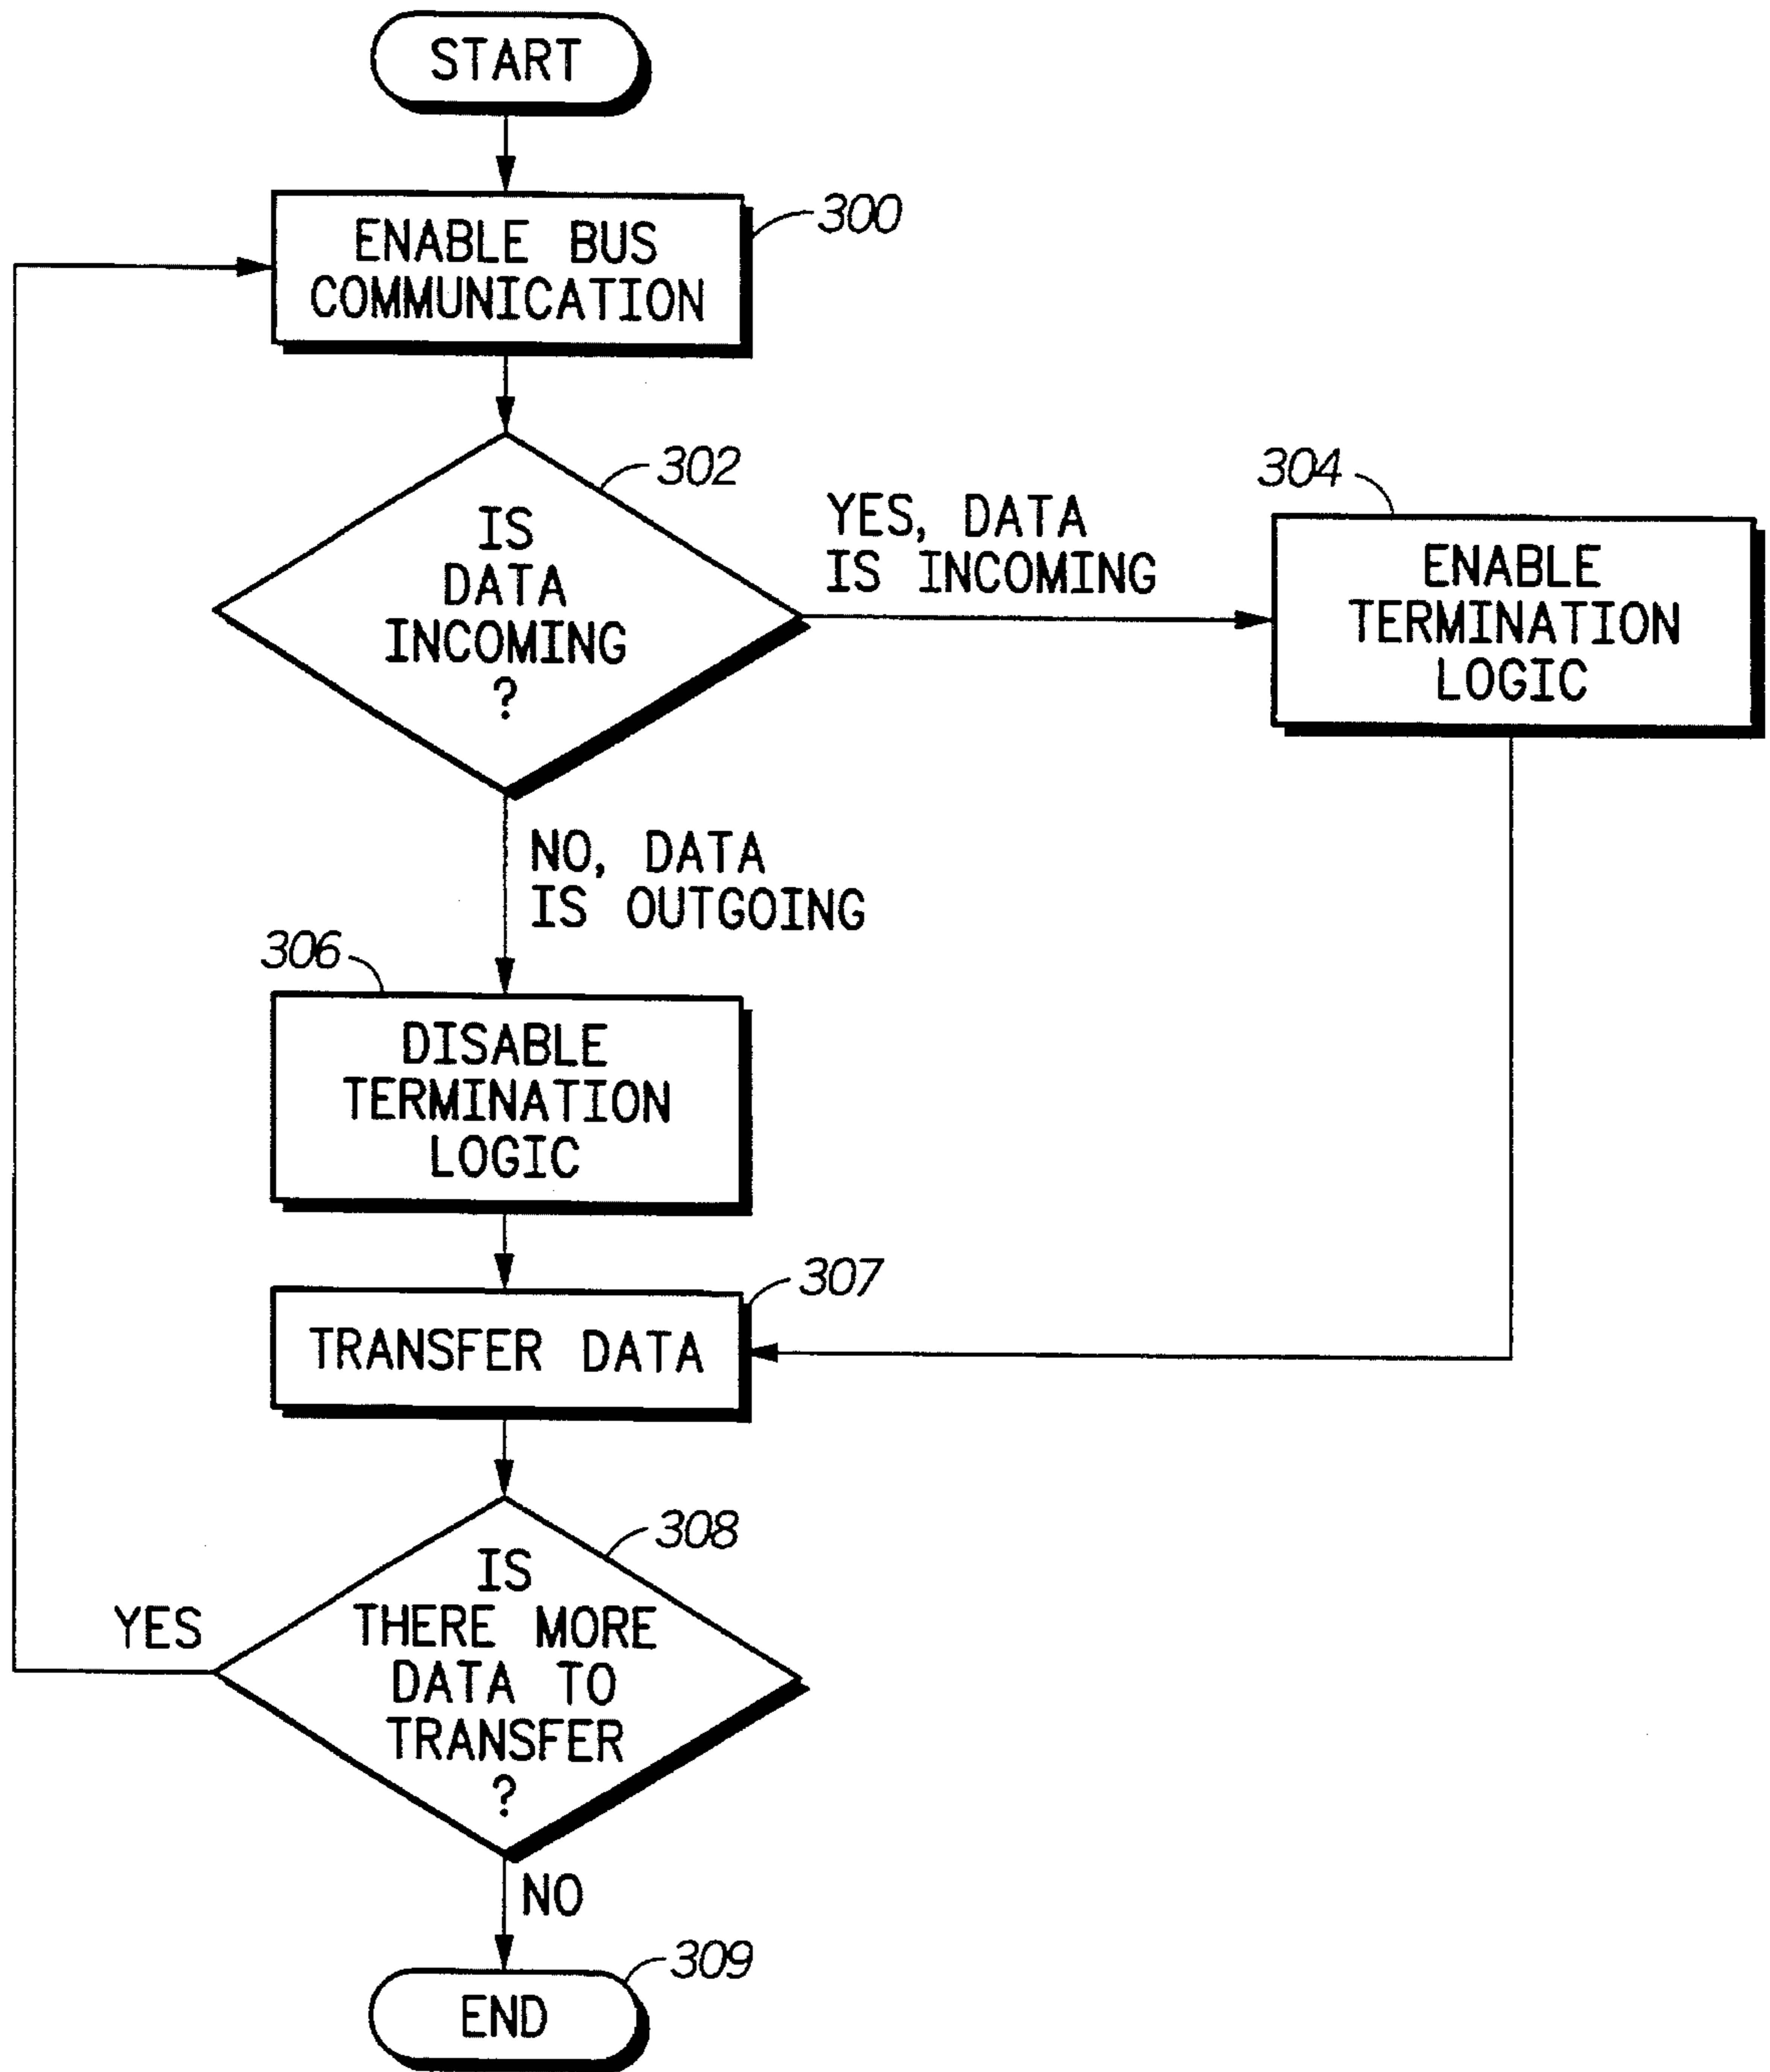 START
ENABLE BUS
COMMUNICATION
300
IS
DATA
INCOMING
?
302
YES, DATA
IS INCOMING
304
ENABLE
TERMINATION
LOGIC
NO, DATA
IS OUTGOING
306
DISABLE
TERMINATION
LOGIC
307
TRANSFER DATA
308
IS
THERE MORE
DATA TO
TRANSFER
?
YES
NO
309
END